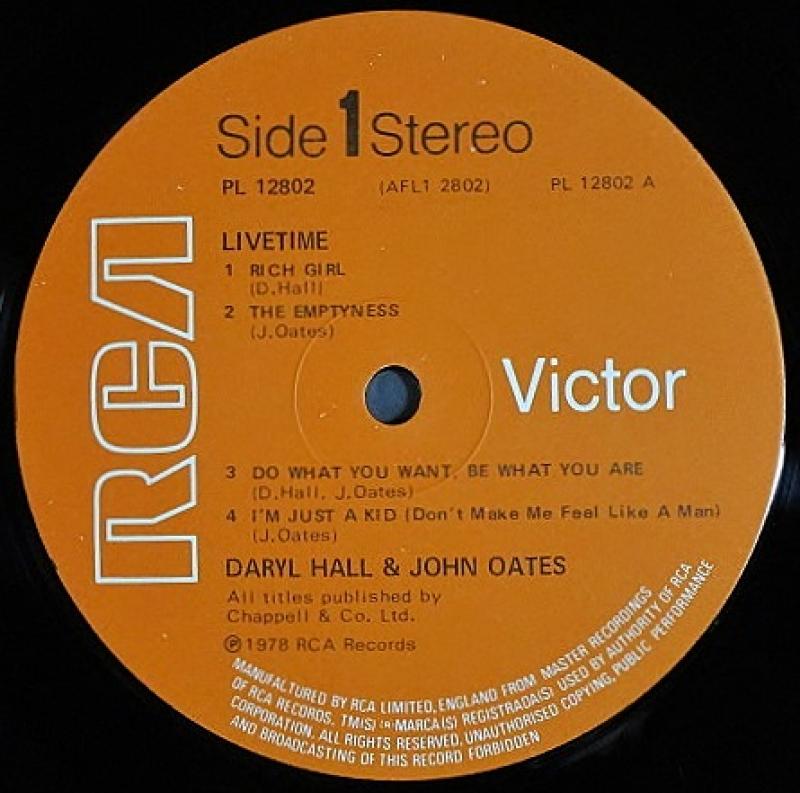 Side 1 Stereo
PL 12802 (AFL1 2802) PL 12802 A
LIVETIME
1 RICH GIRL
(D.Hall)
2 THE EMPTYNESS
(J.Oates)
RCA
Victor
3 DO WHAT YOU WANT, BE WHAT YOU ARE
(D.Hall, J.Oates)
4 I'M JUST A KID (Don't Make Me Feel Like A Man)
(J.Oates)
DARYL HALL & JOHN OATES
All titles published by
Chappell & Co. Ltd.
℗ 1978 RCA Records
MANUFACTURED BY RCA LIMITED, ENGLAND FROM MASTER RECORDINGS
OF RCA RECORDS, TM(S) ® MARCA(S) REGISTRADA(S) USED BY AUTHORITY OF RCA
CORPORATION. ALL RIGHTS RESERVED, UNAUTHORISED COPYING, PUBLIC PERFORMANCE
AND BROADCASTING OF THIS RECORD FORBIDDEN